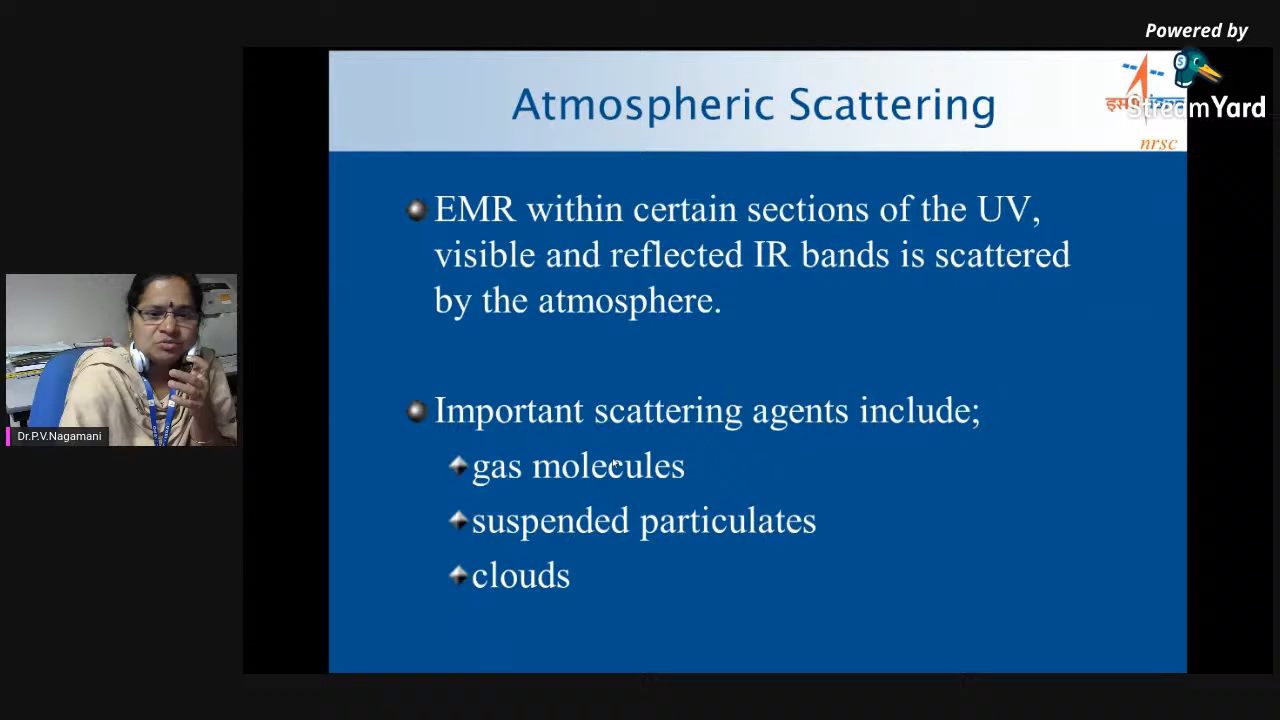 Powered by
StreamYard
Atmospheric Scattering
nrsc
EMR within certain sections of the UV,
visible and reflected IR bands is scattered
by the atmosphere.
Important scattering agents include;
gas molecules
suspended particulates
clouds
Dr.P.V.Nagamani